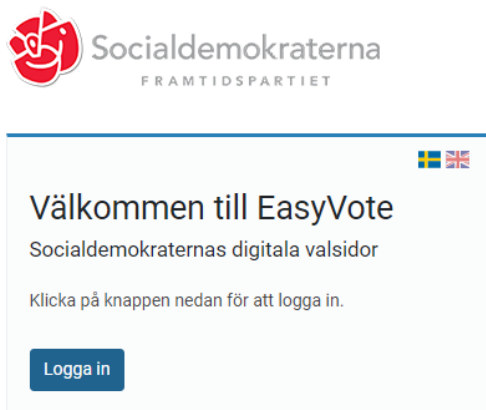 Socialdemokraterna
FRAMTIDSPARTIET
Välkommen till EasyVote
Socialdemokraternas digitala valsidor
Klicka på knappen nedan för att logga in.
Logga in